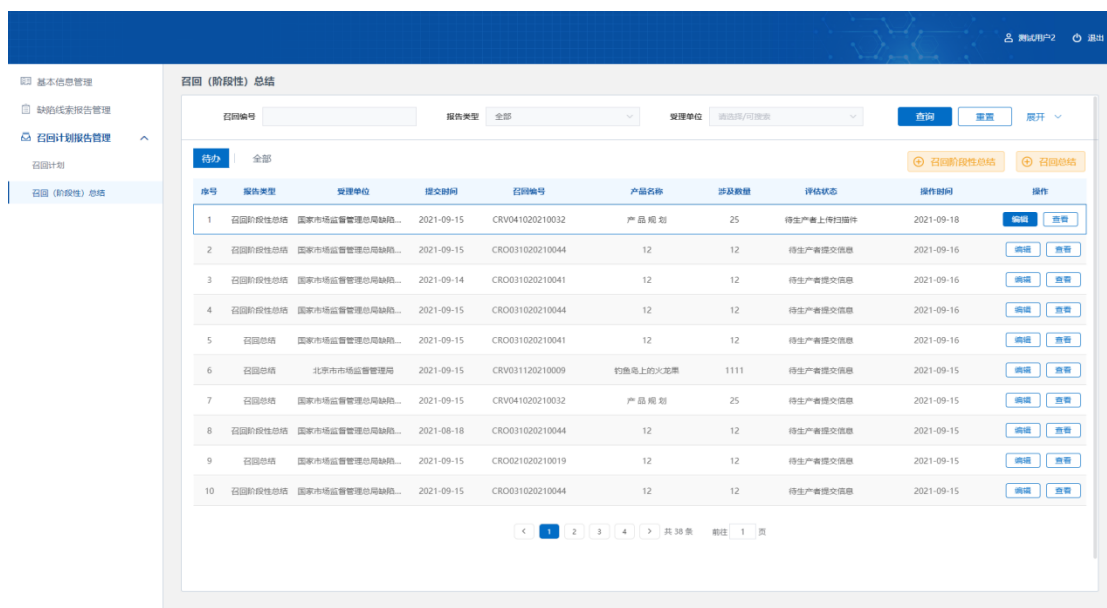 测试用户2 退出
基本信息管理
缺陷线索报告管理
召回计划报告管理
召回计划
召回（阶段性）总结
召回（阶段性）总结
召回编号 报告类型 全部 受理单位 请选择/可搜索 查询 重置 展开
待办 全部 召回阶段性总结 召回总结
序号 报告类型 受理单位 提交时间 召回编号 产品名称 涉及数量 评估状态 操作时间 操作
1 召回阶段性总结 国家市场监督管理总局缺陷... 2021-09-15 CRV041020210032 产品规划 25 待生产者上传扫描件 2021-09-18 编辑 查看
2 召回阶段性总结 国家市场监督管理总局缺陷... 2021-09-15 CRO031020210044 12 12 待生产者提交信息 2021-09-16 编辑 查看
3 召回阶段性总结 国家市场监督管理总局缺陷... 2021-09-14 CRO031020210041 12 12 待生产者提交信息 2021-09-16 编辑 查看
4 召回阶段性总结 国家市场监督管理总局缺陷... 2021-09-15 CRO031020210044 12 12 待生产者提交信息 2021-09-16 编辑 查看
5 召回总结 国家市场监督管理总局缺陷... 2021-09-15 CRO031020210041 12 12 待生产者提交信息 2021-09-16 编辑 查看
6 召回总结 北京市市场监督管理局 2021-09-15 CRV031120210009 钓鱼岛上的火龙果 1111 待生产者提交信息 2021-09-15 编辑 查看
7 召回总结 国家市场监督管理总局缺陷... 2021-09-15 CRV041020210032 产品规划 25 待生产者提交信息 2021-09-15 编辑 查看
8 召回阶段性总结 国家市场监督管理总局缺陷... 2021-08-18 CRO031020210044 12 12 待生产者提交信息 2021-09-15 编辑 查看
9 召回总结 国家市场监督管理总局缺陷... 2021-09-15 CRO021020210019 12 12 待生产者提交信息 2021-09-15 编辑 查看
10 召回阶段性总结 国家市场监督管理总局缺陷... 2021-09-15 CRO031020210044 12 12 待生产者提交信息 2021-09-15 编辑 查看
< 1 2 3 4 > 共 38 条 前往 1 页